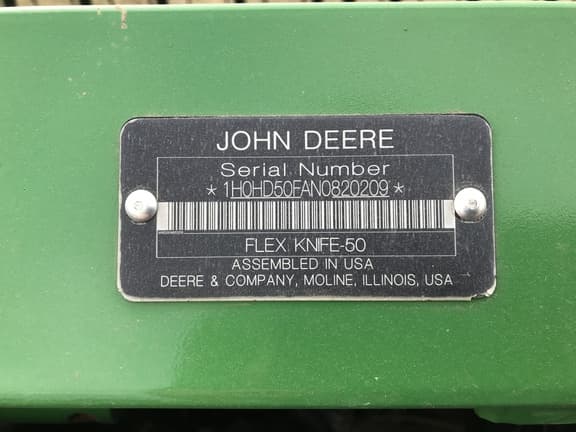 JOHN DEERE
Serial Number
*1H0HD50FAN0820209*
FLEX KNIFE-50
ASSEMBLED IN USA
DEERE & COMPANY, MOLINE, ILLINOIS, USA